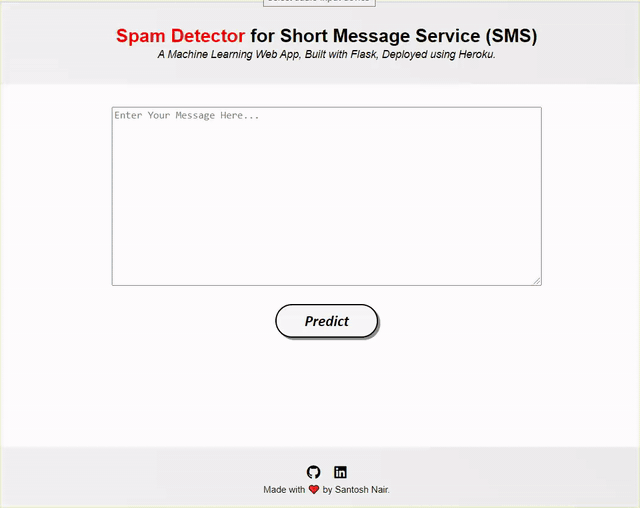 Spam Detector for Short Message Service (SMS)
A Machine Learning Web App, Built with Flask, Deployed using Heroku.
Enter Your Message Here...
Predict
Made with ❤ by Santosh Nair.